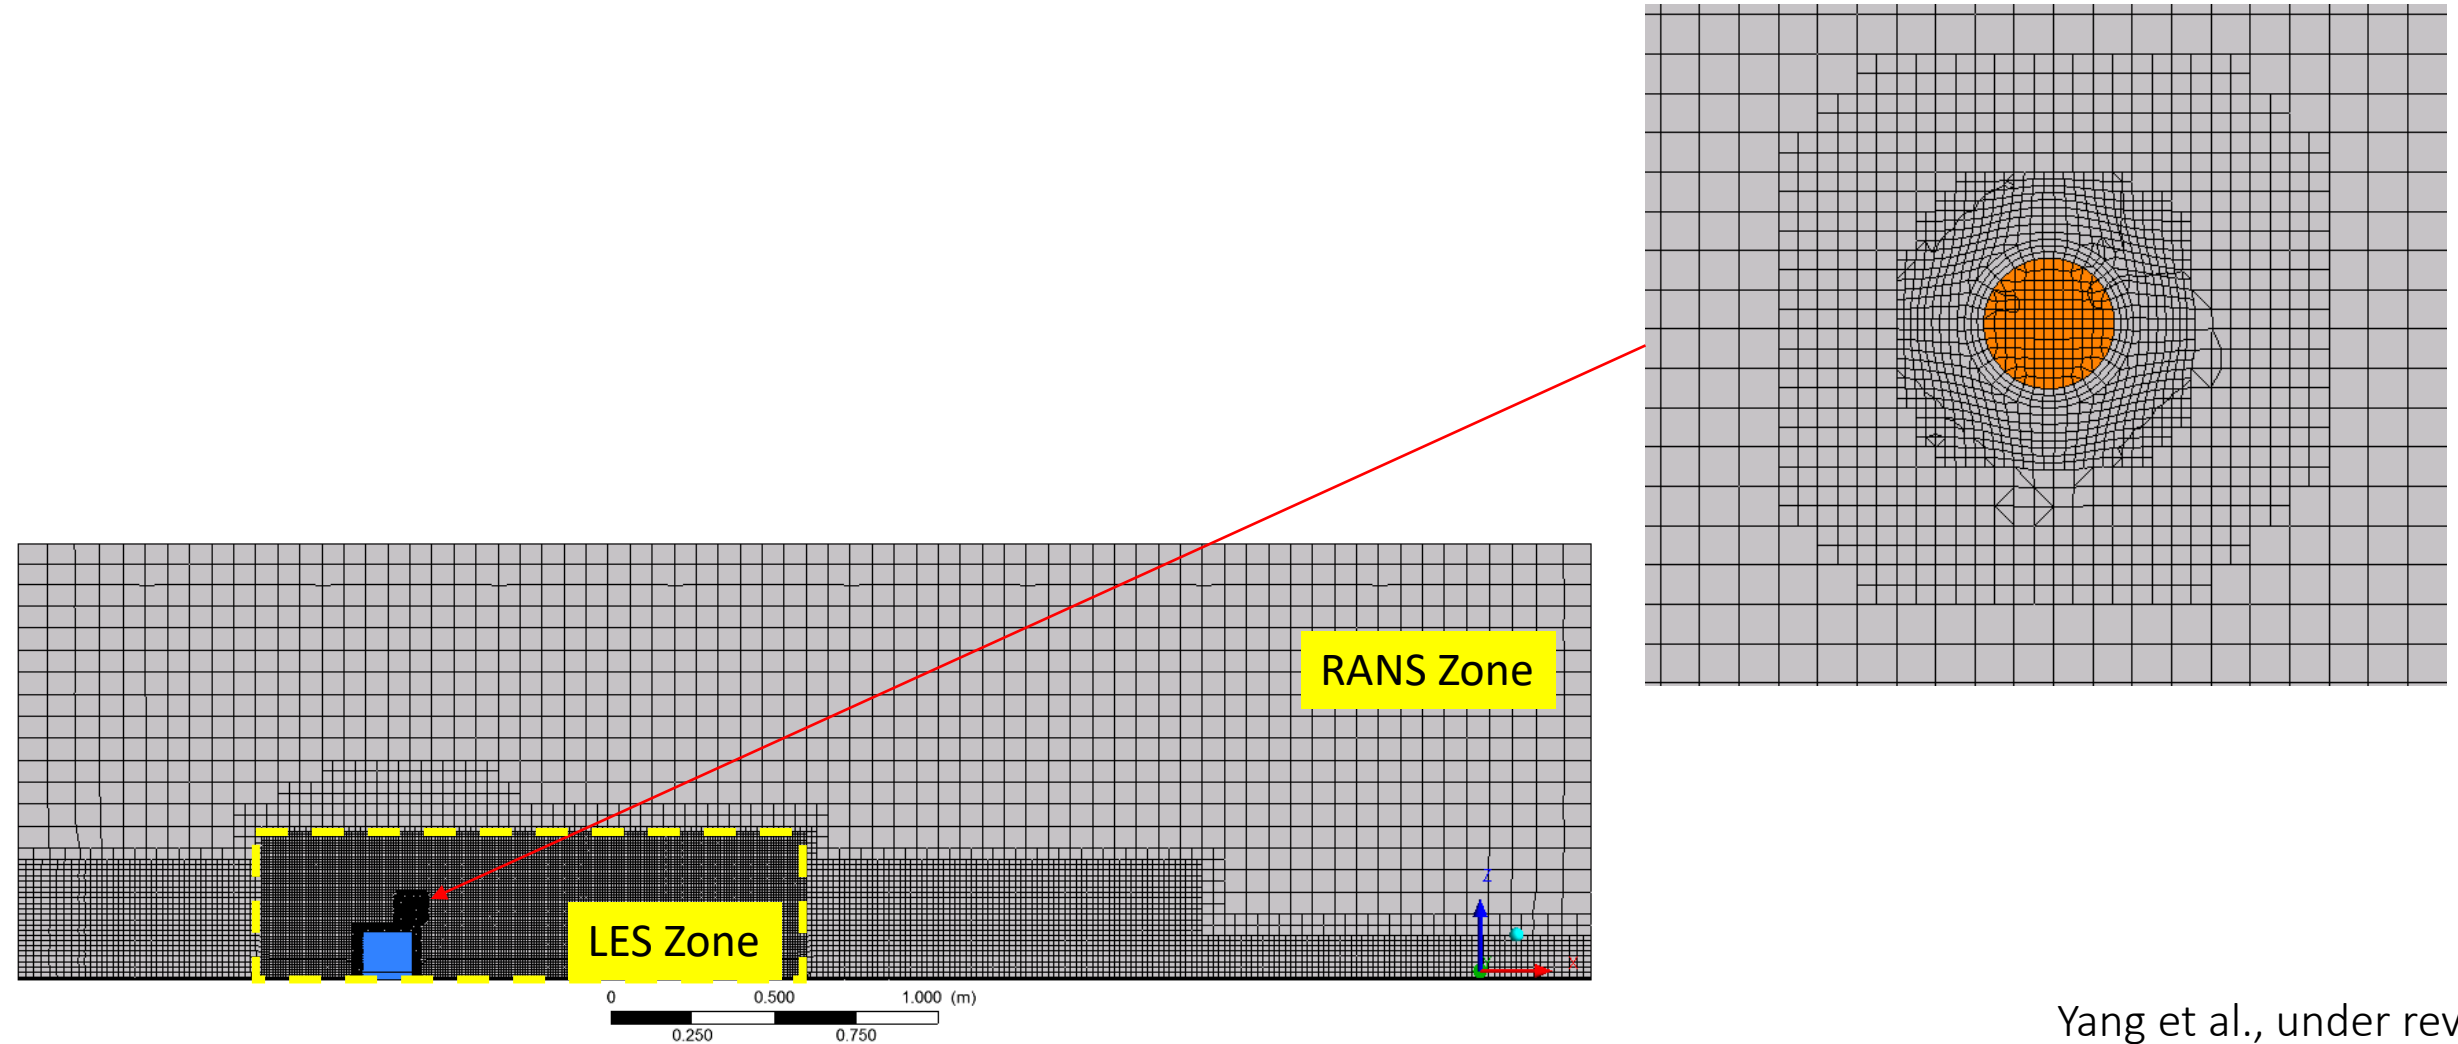 RANS Zone
LES Zone
Z
X
0 0.500 1.000 (m)
0.250 0.750
Yang et al., under rev